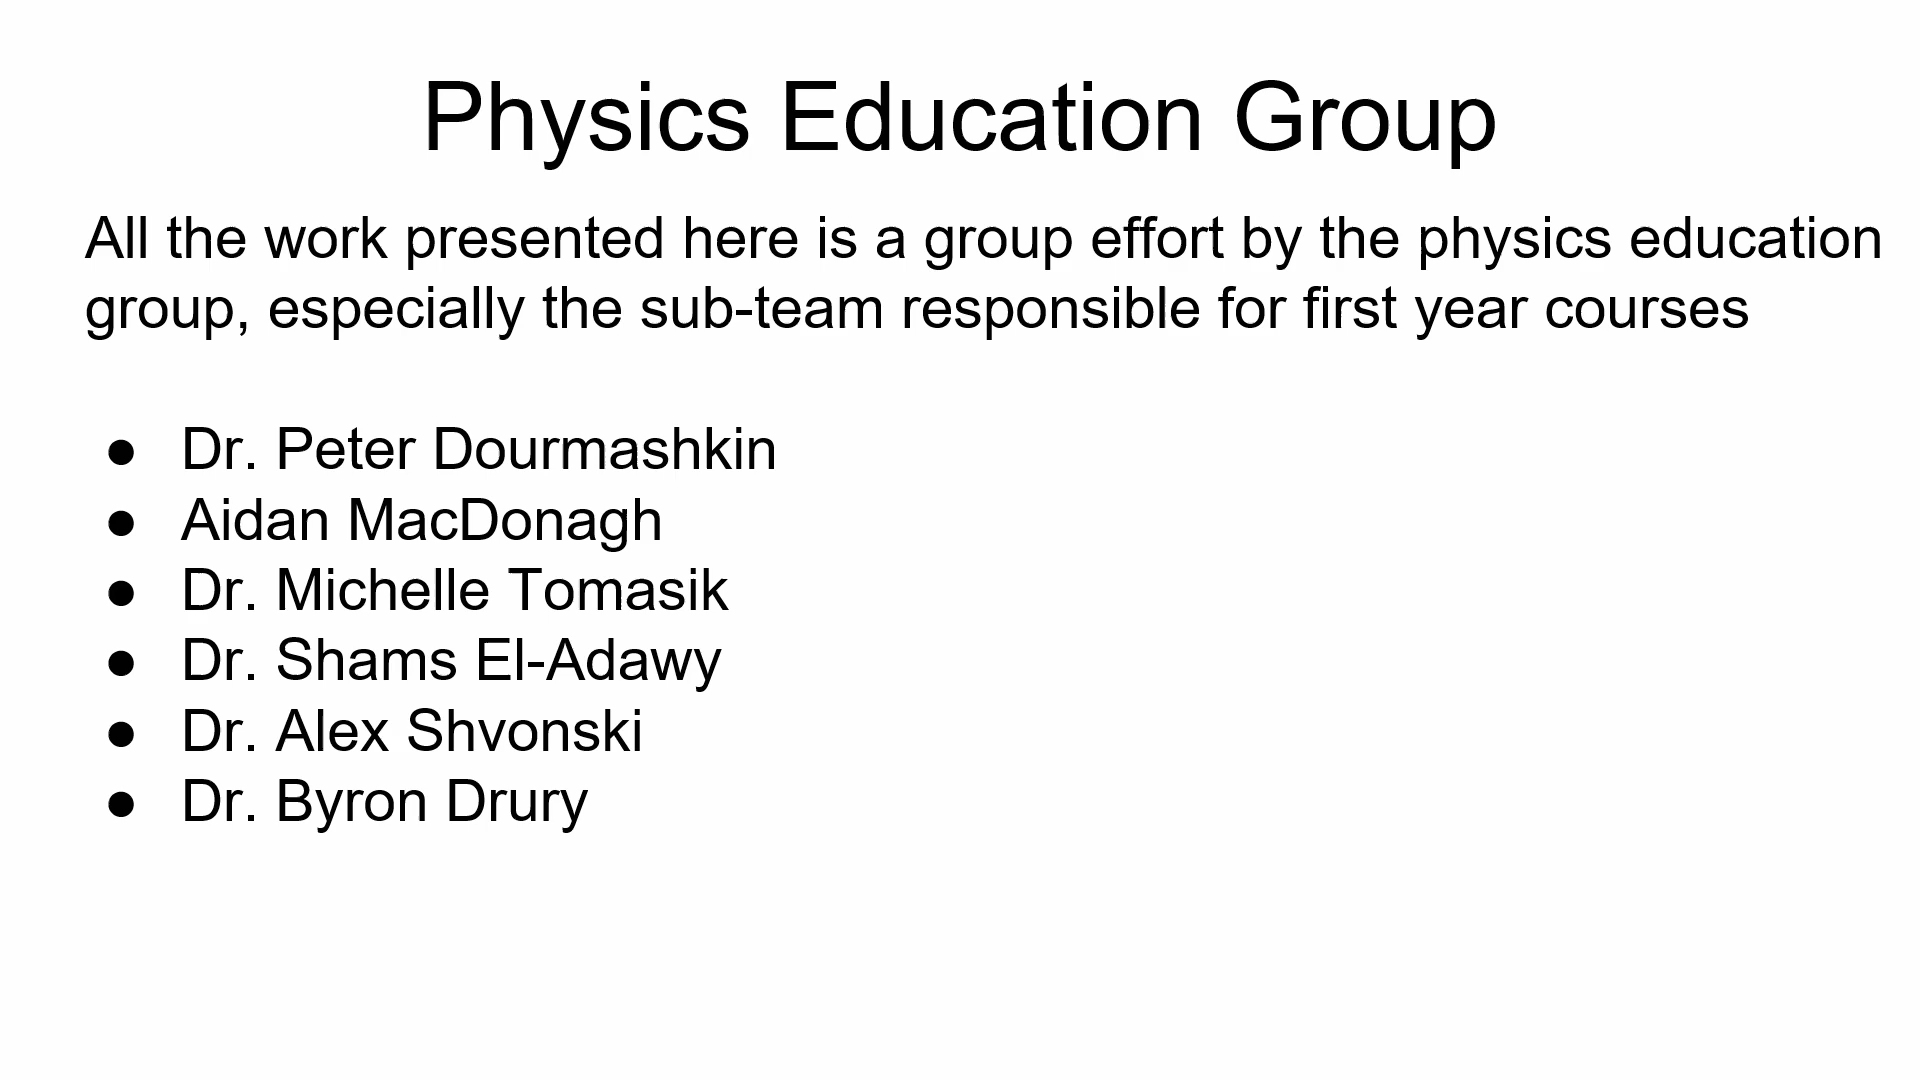 Physics Education Group
All the work presented here is a group effort by the physics education
group, especially the sub-team responsible for first year courses
● Dr. Peter Dourmashkin
● Aidan MacDonagh
● Dr. Michelle Tomasik
● Dr. Shams El-Adawy
● Dr. Alex Shvonski
● Dr. Byron Drury